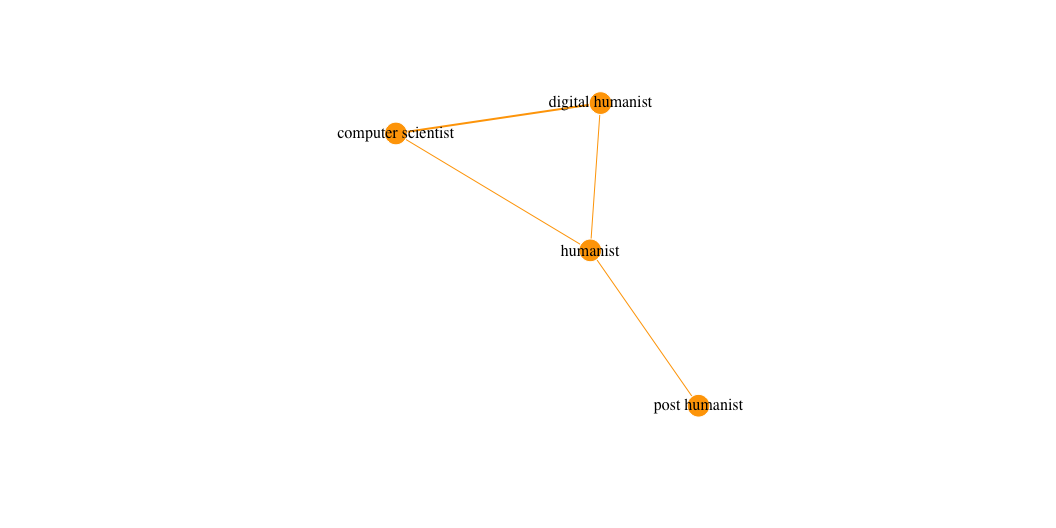 digital humanist
computer scientist
humanist
post humanist